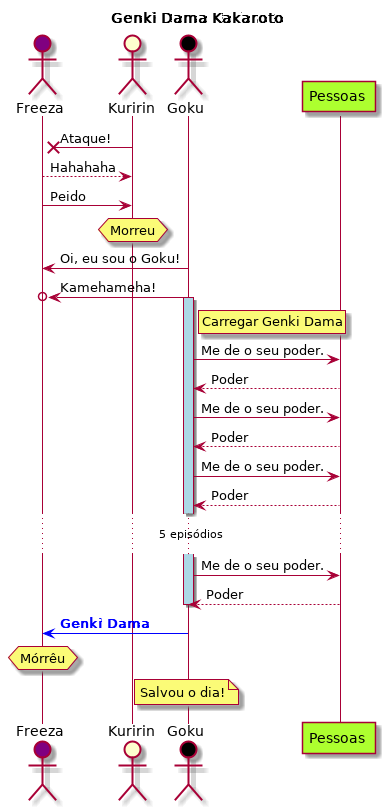 Genki Dama Kakaroto
Freeza Kuririn Goku Pessoas
Ataque!
Hahahaha
Peido
Morreu
Oi, eu sou o Goku!
Kamehameha!
Carregar Genki Dama
Me de o seu poder.
Poder
Me de o seu poder.
Poder
Me de o seu poder.
Poder
5 episódios
Me de o seu poder.
Poder
Genki Dama
Mórrêu
Salvou o dia!
Freeza Kuririn Goku Pessoas